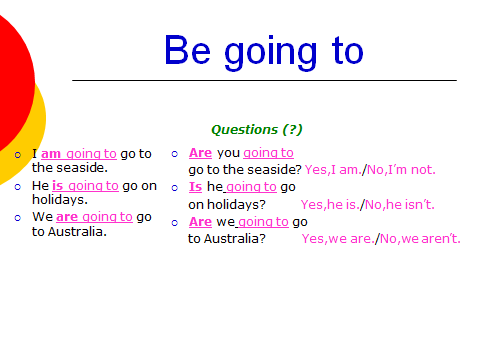 Be going to
Questions (?)
I am going to go to
the seaside.
He is going to go on
holidays.
We are going to go
to Australia.
Are you going to
go to the seaside? Yes,I am./No,I'm not.
Is he going to go
on holidays? Yes,he is./No,he isn't.
Are we going to go
to Australia? Yes,we are./No,we aren't.